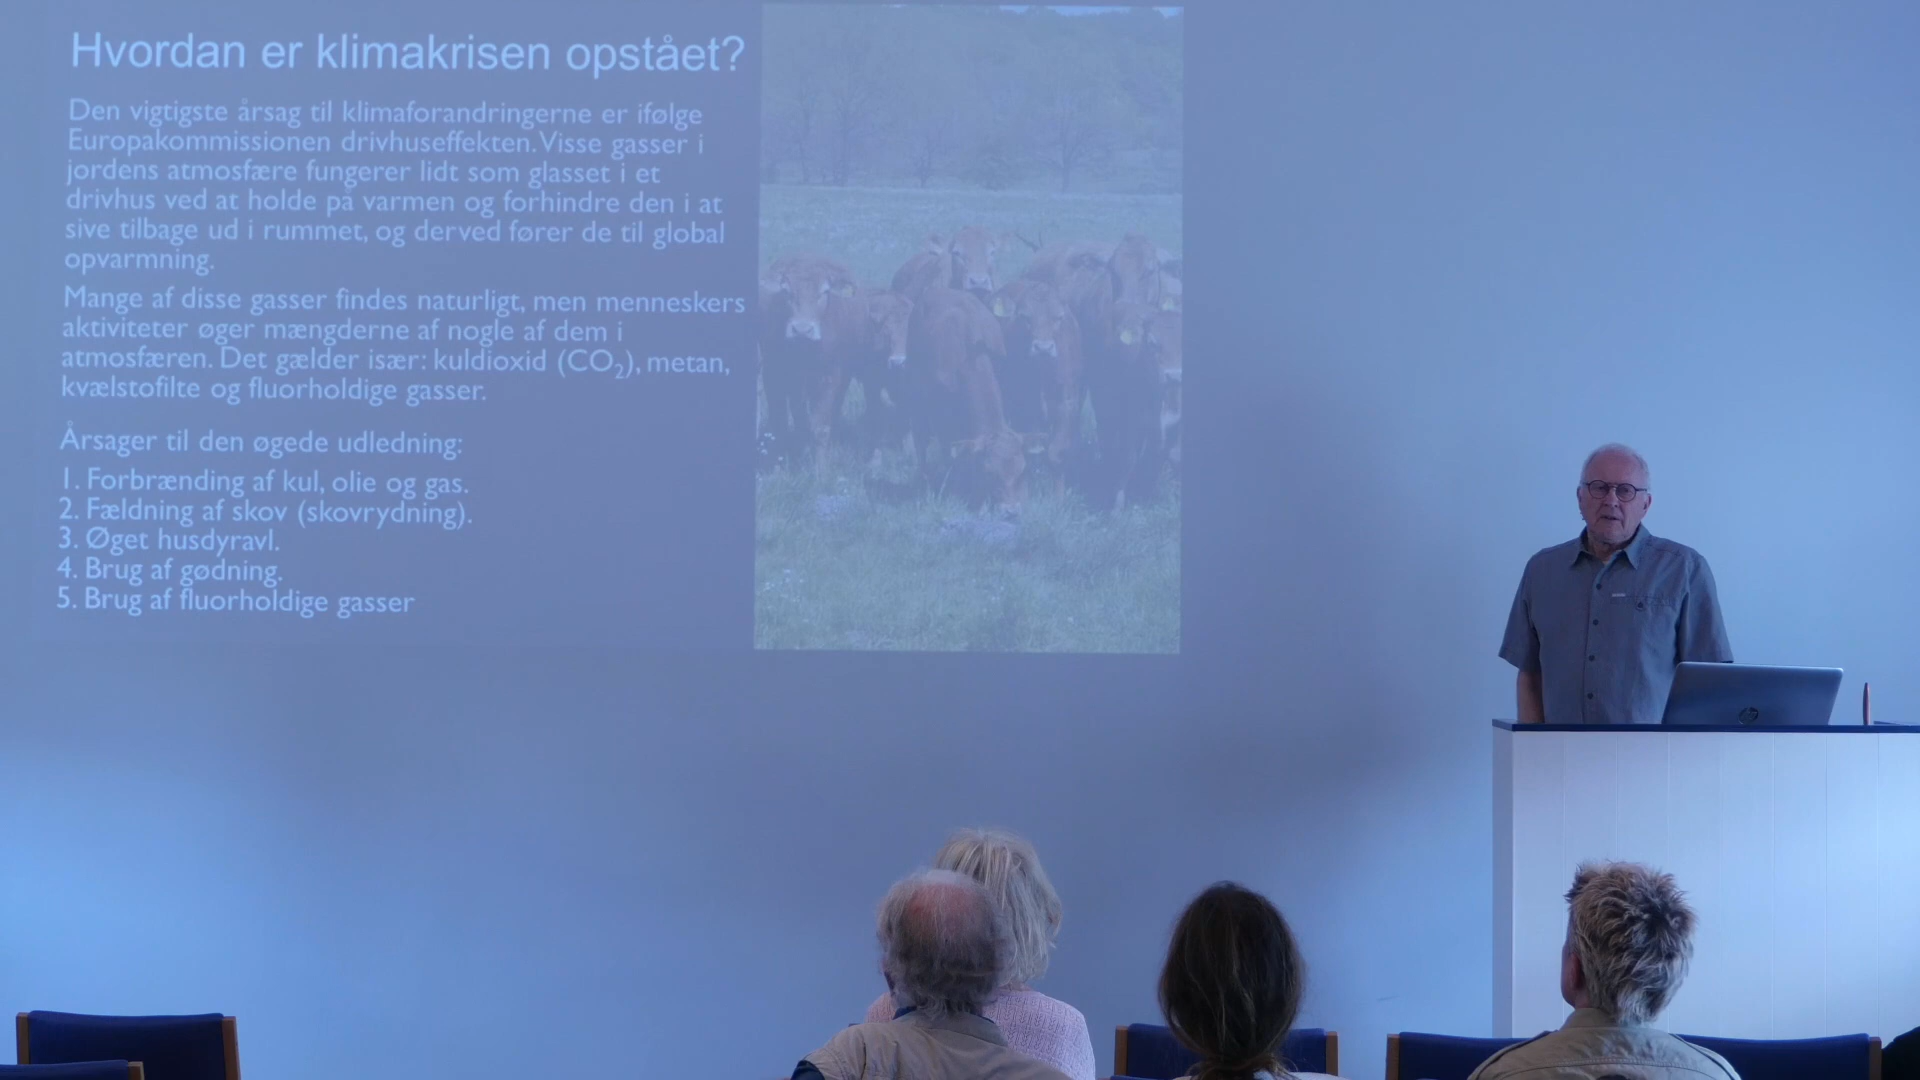 Hvordan er klimakrisen opstået?
Den vigtigste årsag til klimaforandringerne er ifølge
Europakommissionen drivhuseffekten. Visse gasser i
jordens atmosfære fungerer lidt som glasset i et
drivhus ved at holde på varmen og forhindre den i at
sive tilbage ud i rummet, og derved fører de til global
opvarmning.
Mange af disse gasser findes naturligt, men menneskers
aktiviteter øger mængderne af nogle af dem i
atmosfæren. Det gælder især: kuldioxid (CO₂), metan,
kvælstofilte og fluorholdige gasser.
Årsager til den øgede udledning:
1. Forbrænding af kul, olie og gas.
2. Fældning af skov (skovrydning).
3. Øget husdyravl.
4. Brug af gødning.
5. Brug af fluorholdige gasser
hp